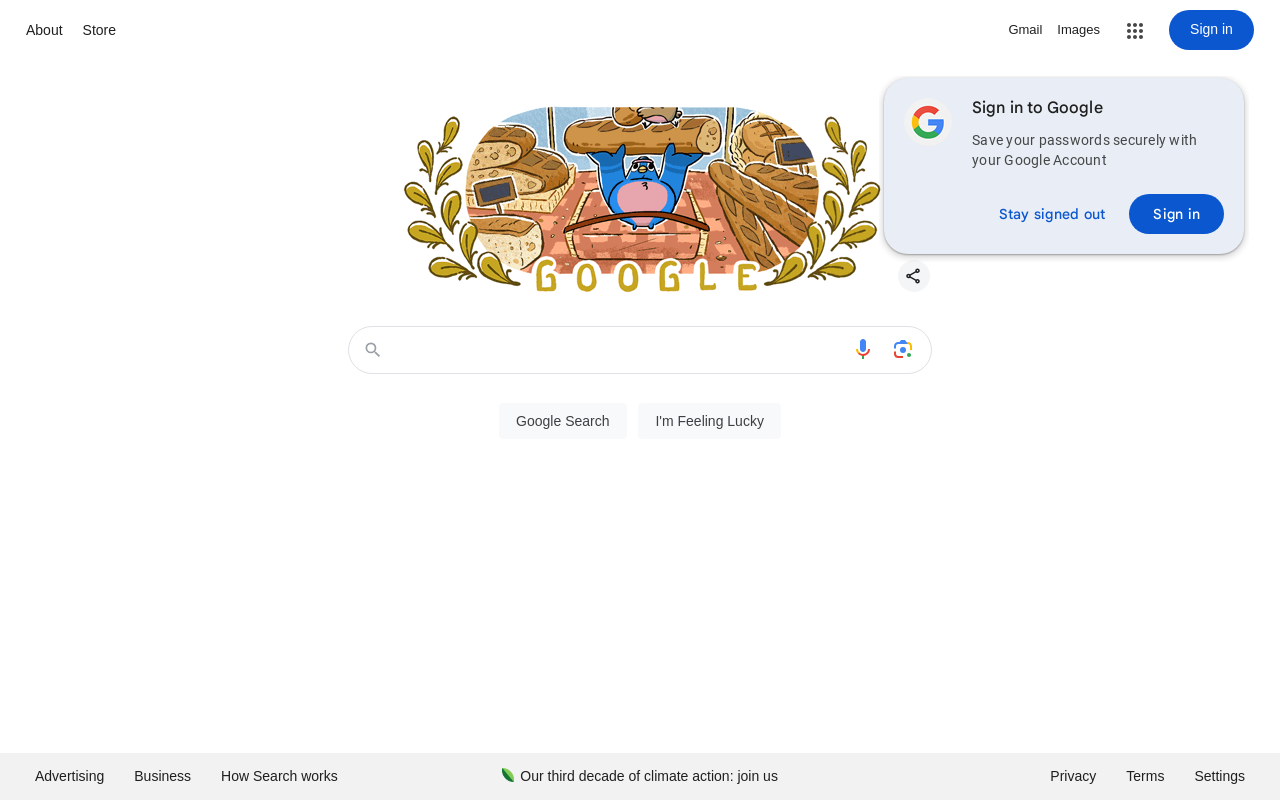 About Store
Gmail Images Sign in
Sign in to Google
Save your passwords securely with
your Google Account
Stay signed out Sign in
GOOGLE
Google Search I'm Feeling Lucky
Advertising Business How Search works Our third decade of climate action: join us Privacy Terms Settings